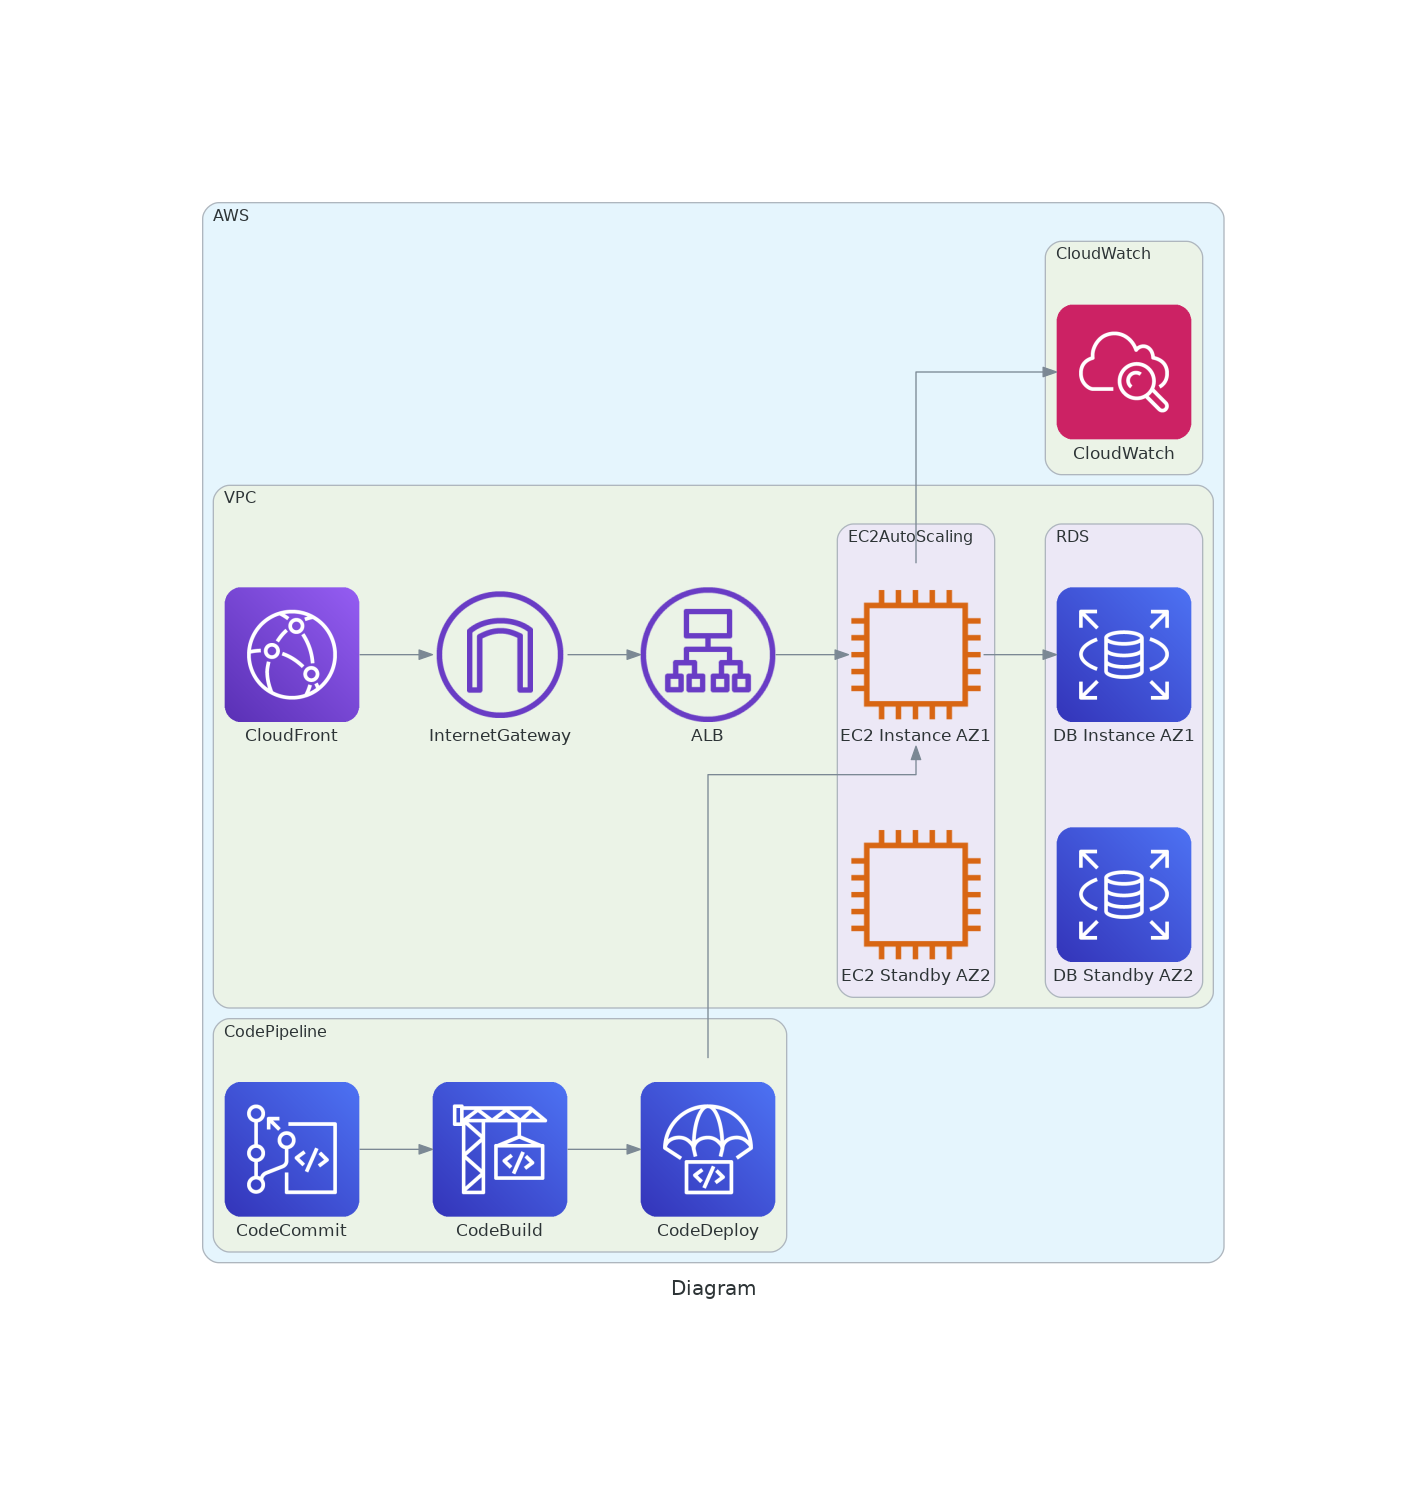 AWS
CloudWatch
CloudWatch
VPC
EC2AutoScaling
RDS
CloudFront
InternetGateway
ALB
EC2 Instance AZ1
DB Instance AZ1
EC2 Standby AZ2
DB Standby AZ2
CodePipeline
CodeCommit
CodeBuild
CodeDeploy
Diagram